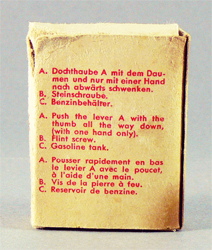 A. Dochthaube A mit dem Dau-
men und nur mit einer Hand
nach abwärts schwenken.
B. Steinschraube.
C. Benzinbehälter.
A. Push the lever A with the
thumb all the way down,
(with one hand only).
B. Flint screw.
C. Gasoline tank.
A. Pousser rapidement en bas
le levier A avec le poucet,
à l'aide d'une main.
B. Vis de la pierre à feu.
C. Reservoir de benzine.